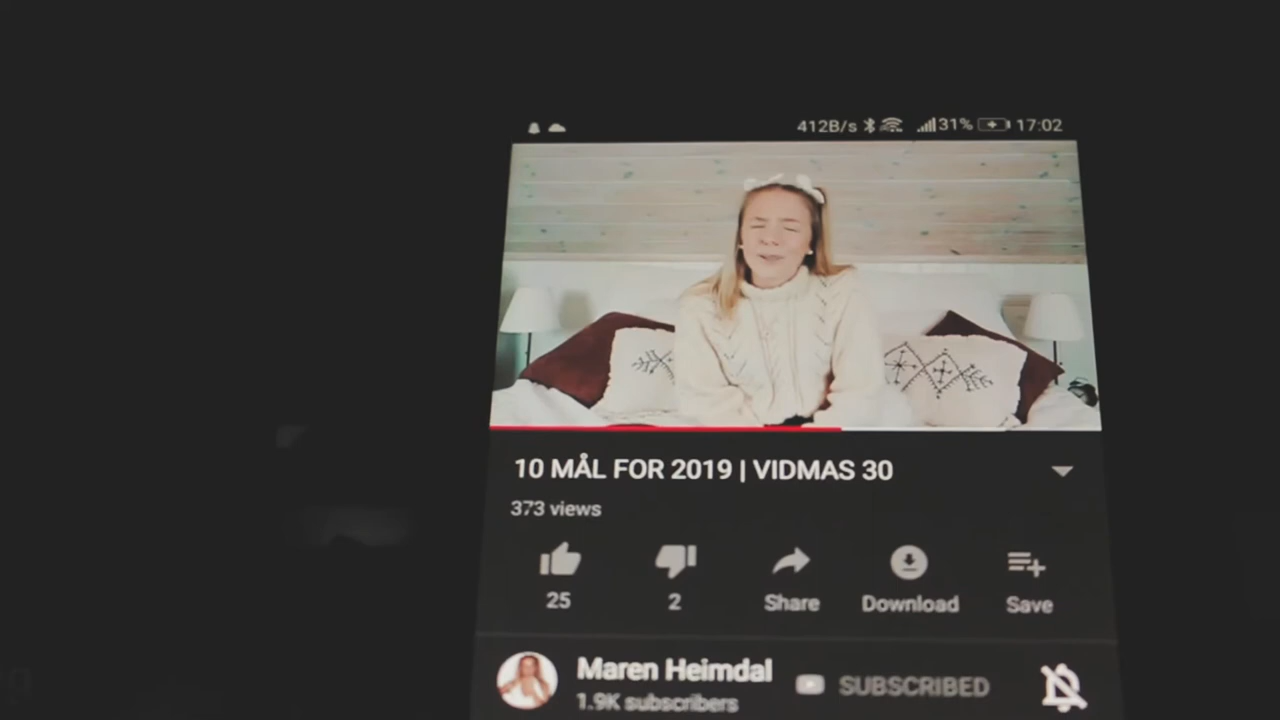 412B/s 31% 17:02
10 MÅL FOR 2019 | VIDMAS 30
373 views
25 2 Share Download Save
Maren Heimdal SUBSCRIBED
1.9K subscribers